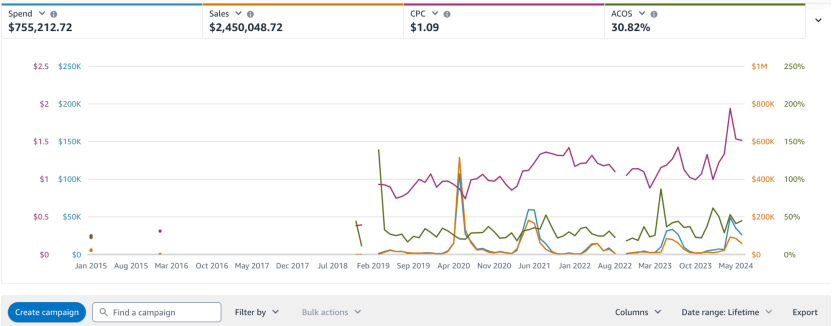 Spend Sales CPC ACOS
$755,212.72 $2,450,048.72 $1.09 30.82%
$2.5 $250K $1M 250%
$2 $200K $800K 200%
$1.5 $150K $600K 150%
$1 $100K $400K 100%
$0.5 $50K $200K 50%
$0 $0 $0 0%
Jan 2015 Aug 2015 Mar 2016 Oct 2016 May 2017 Dec 2017 Jul 2018 Feb 2019 Sep 2019 Apr 2020 Nov 2020 Jun 2021 Jan 2022 Aug 2022 Mar 2023 Oct 2023 May 2024
Create campaign Find a campaign Filter by Bulk actions Columns Date range: Lifetime Export